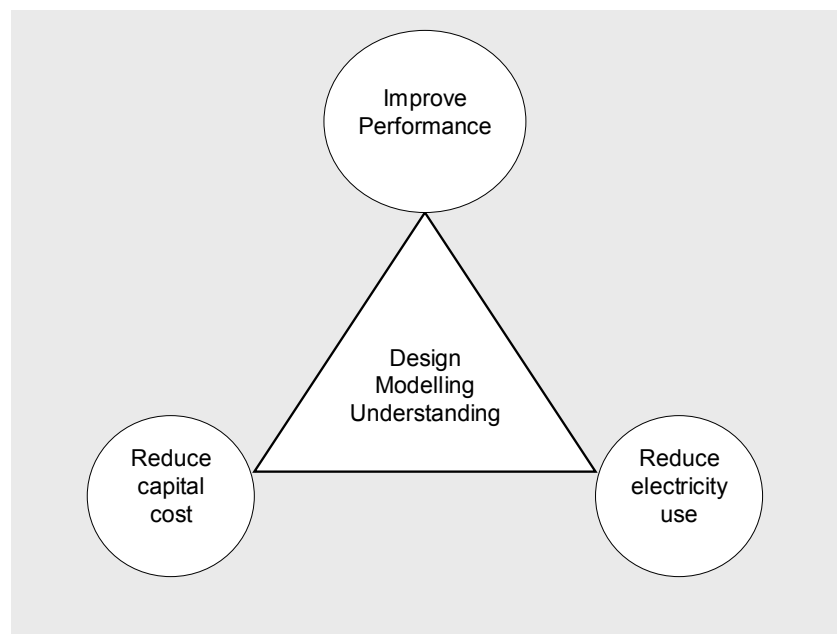 Improve
Performance
Design
Modelling
Understanding
Reduce
capital
cost
Reduce
electricity
use